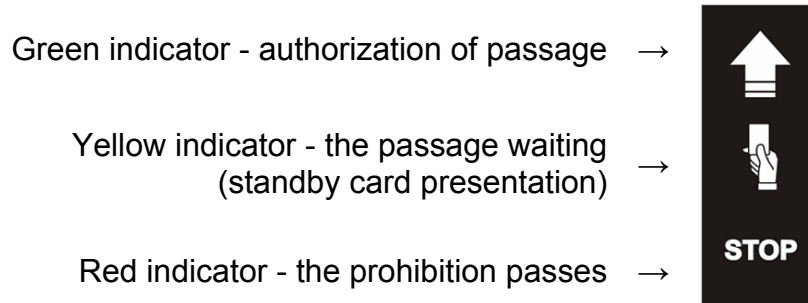 Green indicator - authorization of passage →
Yellow indicator - the passage waiting
(standby card presentation) →
STOP
Red indicator - the prohibition passes →